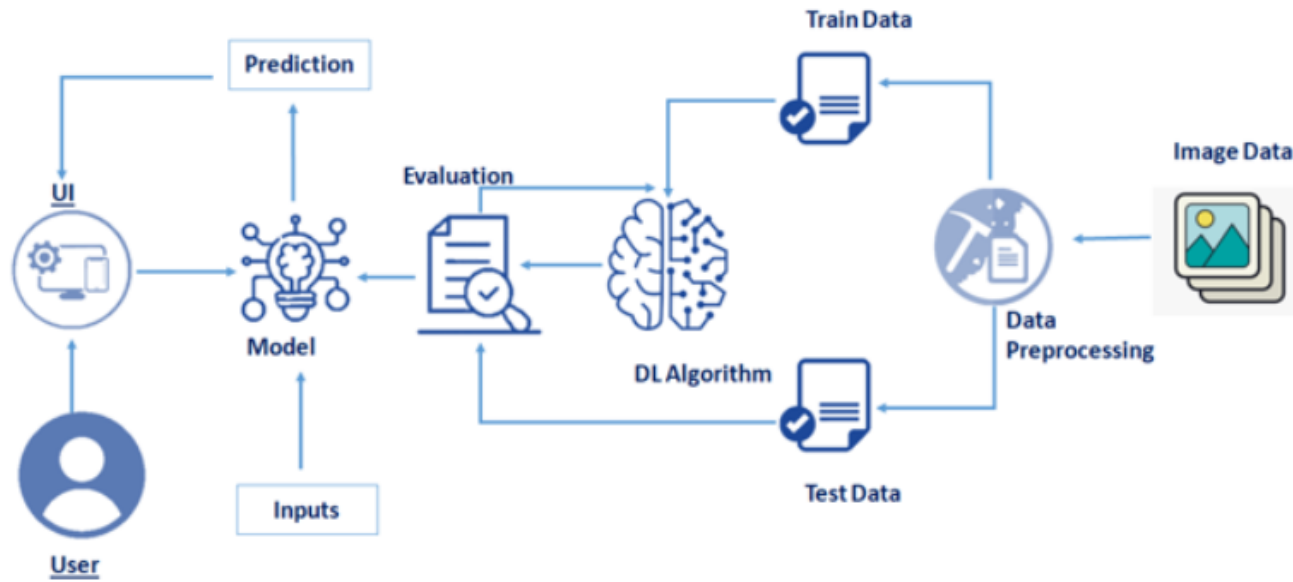 Train Data
Prediction
Image Data
Evaluation
UI
Data
Preprocessing
Model
DL Algorithm
Test Data
Inputs
User